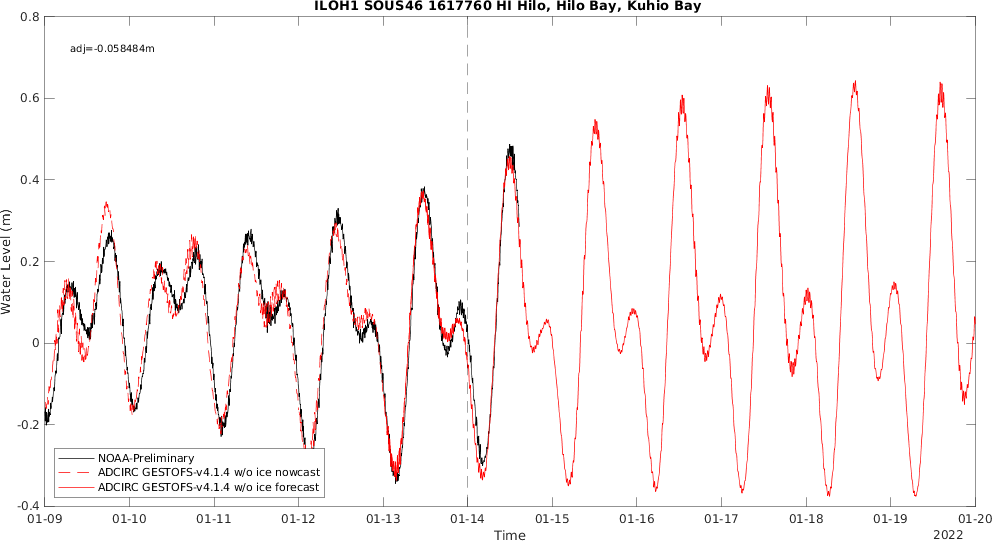 ILOH1 SOUS46 1617760 HI Hilo, Hilo Bay, Kuhio Bay
adj=-0.058484m
Water Level (m)
0.8
0.6
0.4
0.2
0
-0.2
-0.4
NOAA-Preliminary
ADCIRC GESTOFS-v4.1.4 w/o ice nowcast
ADCIRC GESTOFS-v4.1.4 w/o ice forecast
01-09 01-10 01-11 01-12 01-13 01-14 01-15 01-16 01-17 01-18 01-19 01-20
Time
2022